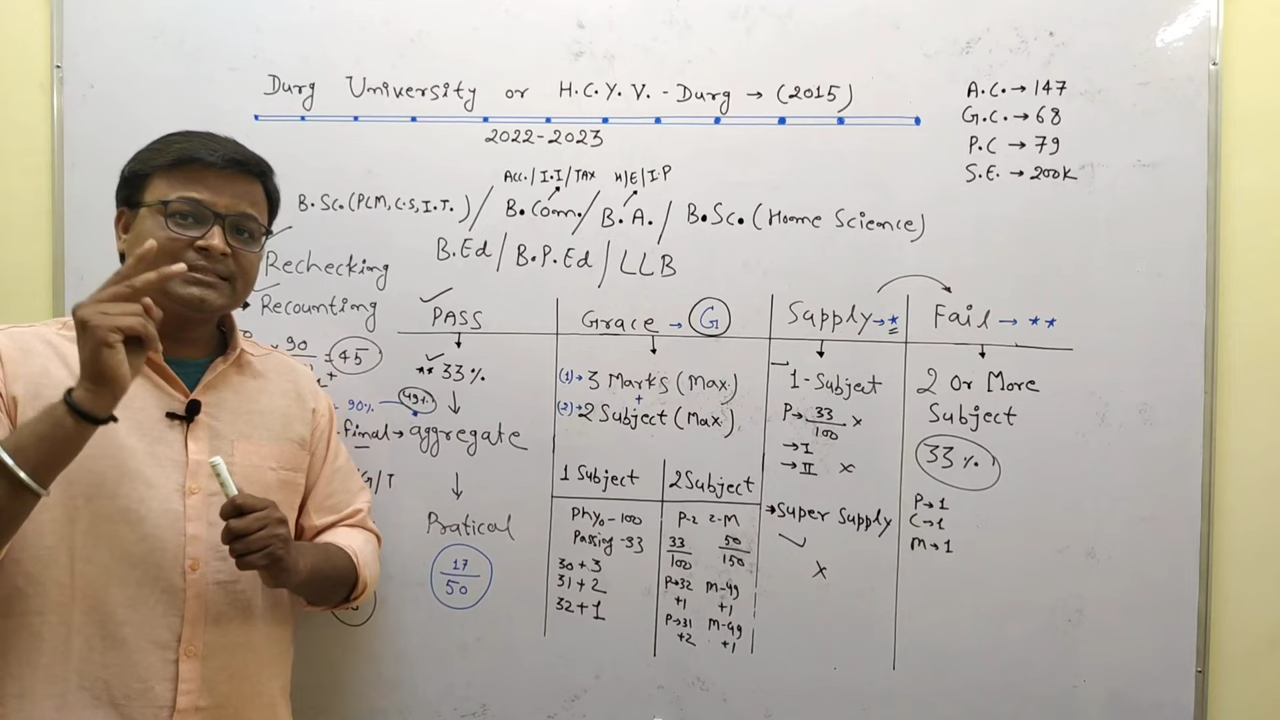 Durg University or H.C.Y.V. - Durg → (2015)
2022-2023
A.C. → 147
G.C. → 68
P.C → 79
S.E. → 200K
Acc./I.I/TAX H/E/I.P
B.Sc. (PCM, C.S, I.T.) / B.Com. / B.A. / B.Sc. (Home Science)
B.Ed / B.P.Ed / LLB
Rechecking
Recounting
90
45
90%
49%
final → aggregate
G/T
PASS
** 33%
Pratical
17/50
Grace → G
(1) → 3 Marks (Max.)
+
(2) → 2 Subject (Max.)
1 Subject
Phy. - 100
Passing - 33
30 + 3
31 + 2
32 + 1
2 Subject
P-2 2-M
33/100 50/150
P → 32 M - 49
+1 +1
P → 31 M - 49
+2 +1
Supply → *
1 - Subject
P → 33/100 ×
→ I
→ II ×
→ Super Supply
×
Fail → **
2 Or More
Subject
33%
P → 1
C → 1
M → 1